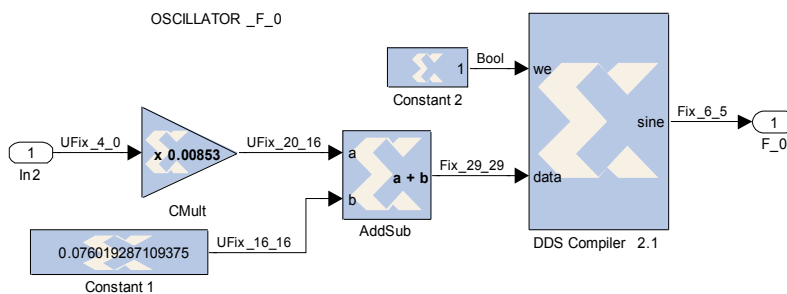 OSCILLATOR _F_0
1
In2
UFix_4_0
x 0.00853
CMult
UFix_20_16
0.076019287109375
Constant 1
UFix_16_16
a
b
a + b
AddSub
Fix_29_29
1
Constant 2
Bool
we
data
sine
DDS Compiler 2.1
Fix_6_5
1
F_0